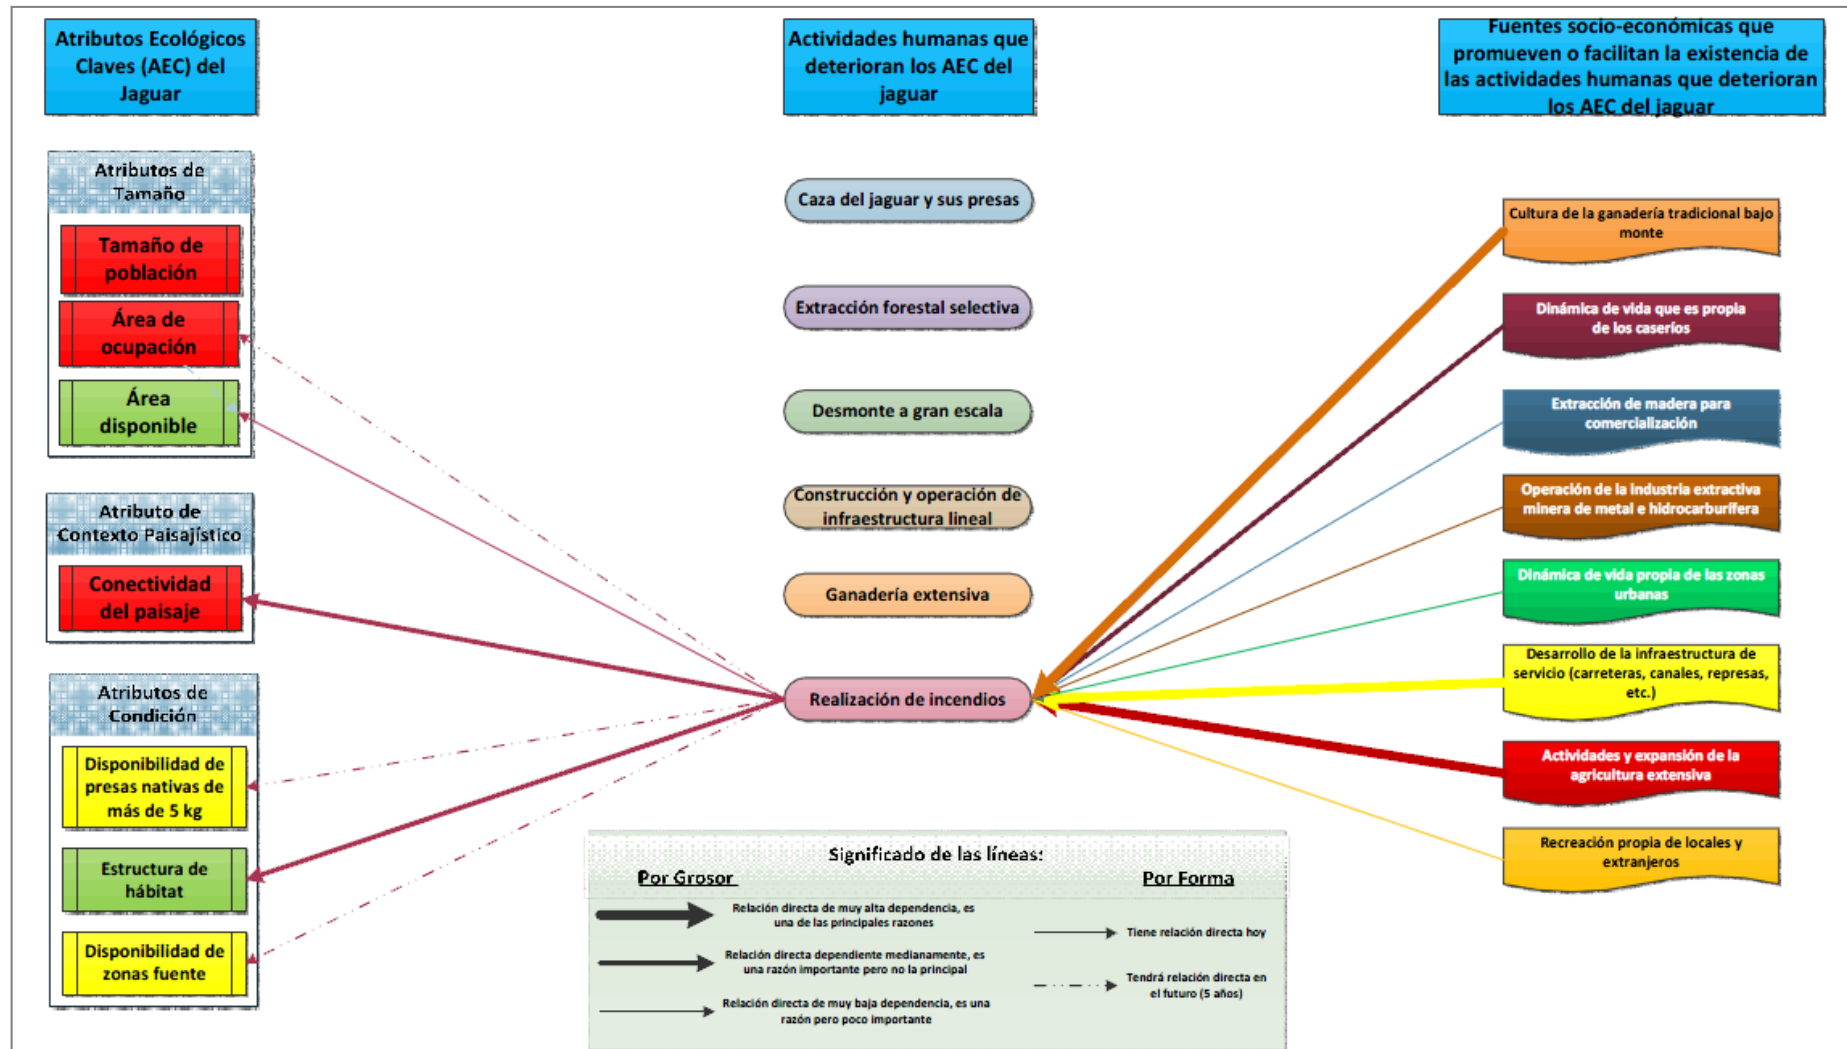 Atributos Ecológicos
Claves (AEC) del
Jaguar
Actividades humanas que
deterioran los AEC del
jaguar
Fuentes socio-económicas que
promueven o facilitan la existencia de
las actividades humanas que deterioran
los AEC del jaguar
Atributos de
Tamaño
Tamaño de
población
Área de
ocupación
Área
disponible
Atributo de
Contexto Paisajístico
Conectividad
del paisaje
Atributos de
Condición
Disponibilidad de
presas nativas de
más de 5 kg
Estructura de
hábitat
Disponibilidad de
zonas fuente
Caza del jaguar y sus presas
Extracción forestal selectiva
Desmonte a gran escala
Construcción y operación de
infraestructura lineal
Ganadería extensiva
Realización de incendios
Cultura de la ganadería tradicional bajo
monte
Dinámica de vida que es propia
de los caseríos
Extracción de madera para
comercialización
Operación de la industria extractiva
minera de metal e hidrocarburífera
Dinámica de vida propia de las zonas
urbanas
Desarrollo de la infraestructura de
servicio (carreteras, canales, represas,
etc.)
Actividades y expansión de la
agricultura extensiva
Recreación propia de locales y
extranjeros
Significado de las líneas:
Por Grosor
Relación directa de muy alta dependencia, es
una de las principales razones
Relación directa dependiente medianamente, es
una razón importante pero no la principal
Relación directa de muy baja dependencia, es una
razón pero poco importante
Por Forma
Tiene relación directa hoy
Tendrá relación directa en
el futuro (5 años)